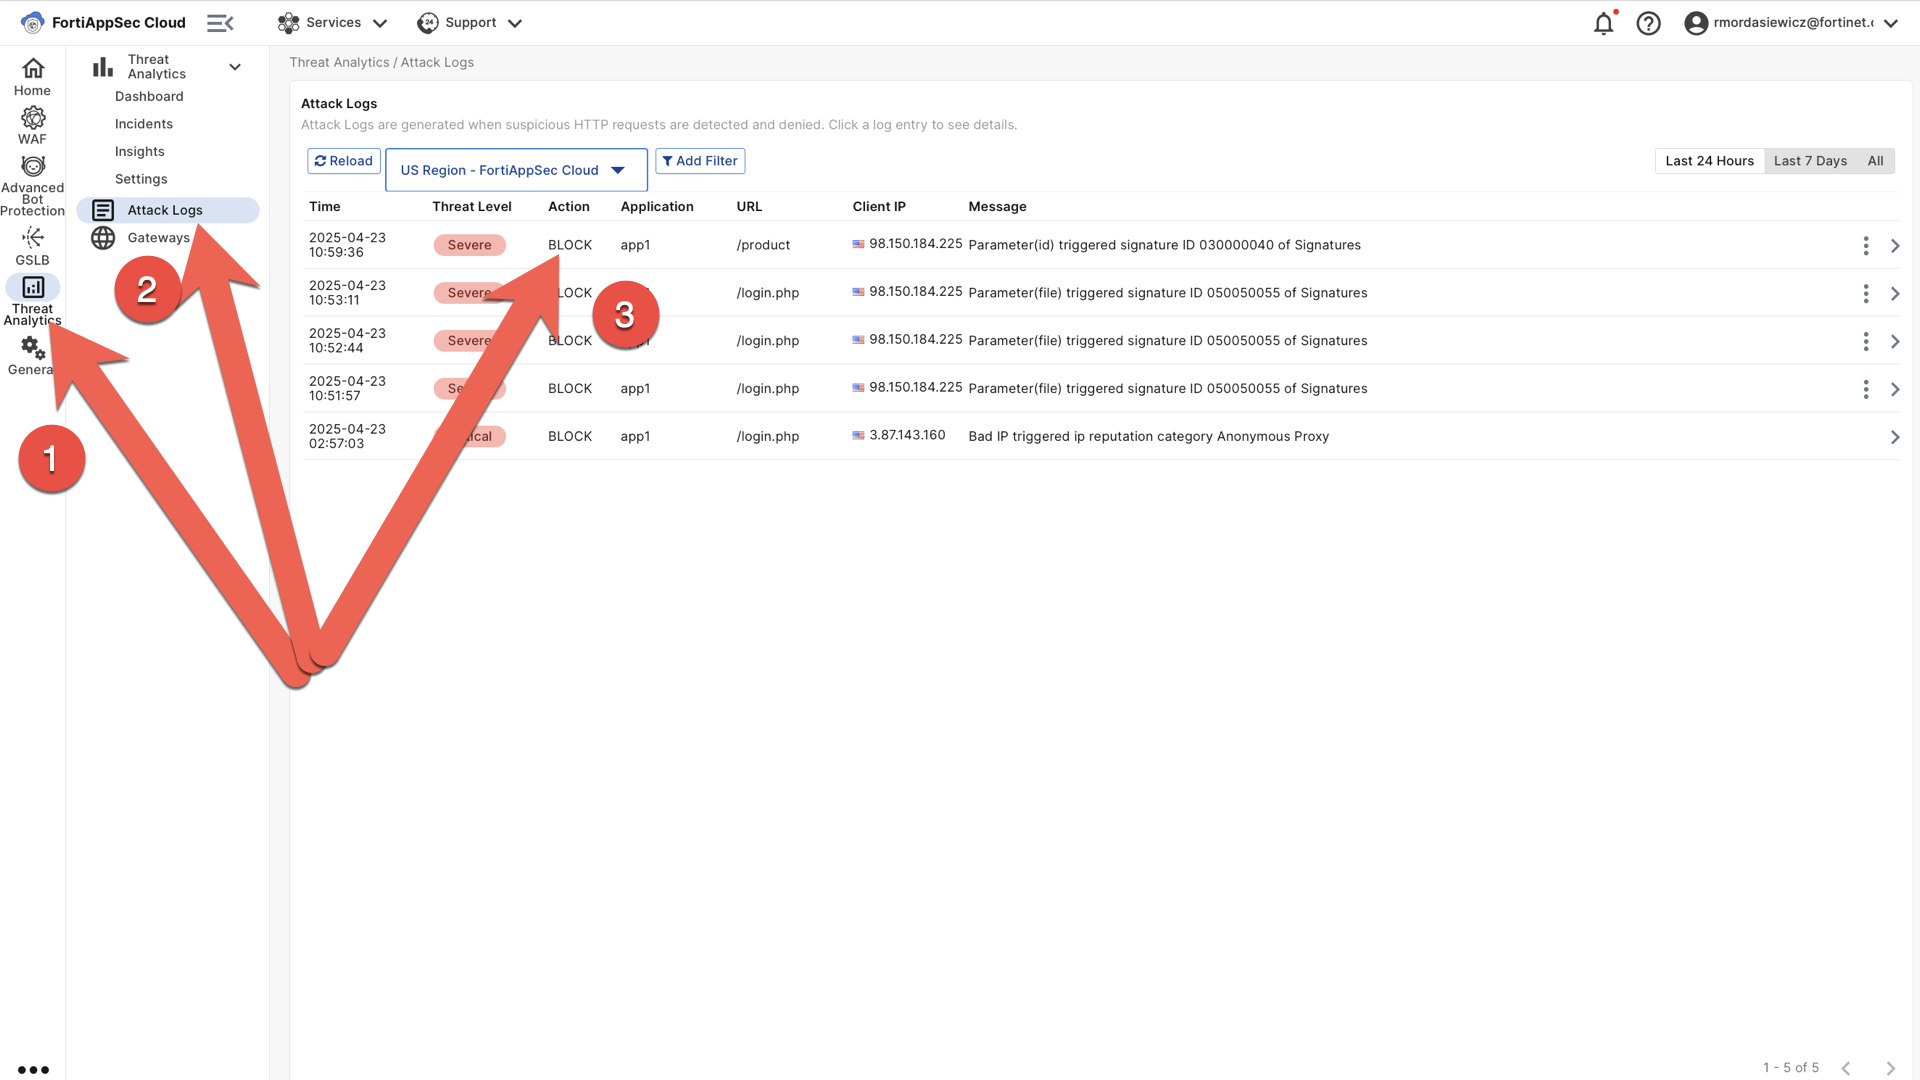 FortiAppSec Cloud
Services
Support
rmordasiewicz@fortinet.c
Home
WAF
Advanced
Bot
Protection
GSLB
Threat
Analytics
Genera
Threat
Analytics
Dashboard
Incidents
Insights
Settings
Attack Logs
Gateways
1
2
3
Threat Analytics / Attack Logs
Attack Logs
Attack Logs are generated when suspicious HTTP requests are detected and denied. Click a log entry to see details.
Reload
US Region - FortiAppSec Cloud
Add Filter
Last 24 Hours Last 7 Days All
Time Threat Level Action Application URL Client IP Message
2025-04-23
10:59:36
Severe BLOCK app1 /product 98.150.184.225 Parameter(id) triggered signature ID 030000040 of Signatures
2025-04-23
10:53:11
Severe LOCK /login.php 98.150.184.225 Parameter(file) triggered signature ID 050050055 of Signatures
2025-04-23
10:52:44
Severe BLOCK /login.php 98.150.184.225 Parameter(file) triggered signature ID 050050055 of Signatures
2025-04-23
10:51:57
Se BLOCK app1 /login.php 98.150.184.225 Parameter(file) triggered signature ID 050050055 of Signatures
2025-04-23
02:57:03
ical BLOCK app1 /login.php 3.87.143.160 Bad IP triggered ip reputation category Anonymous Proxy
1 - 5 of 5